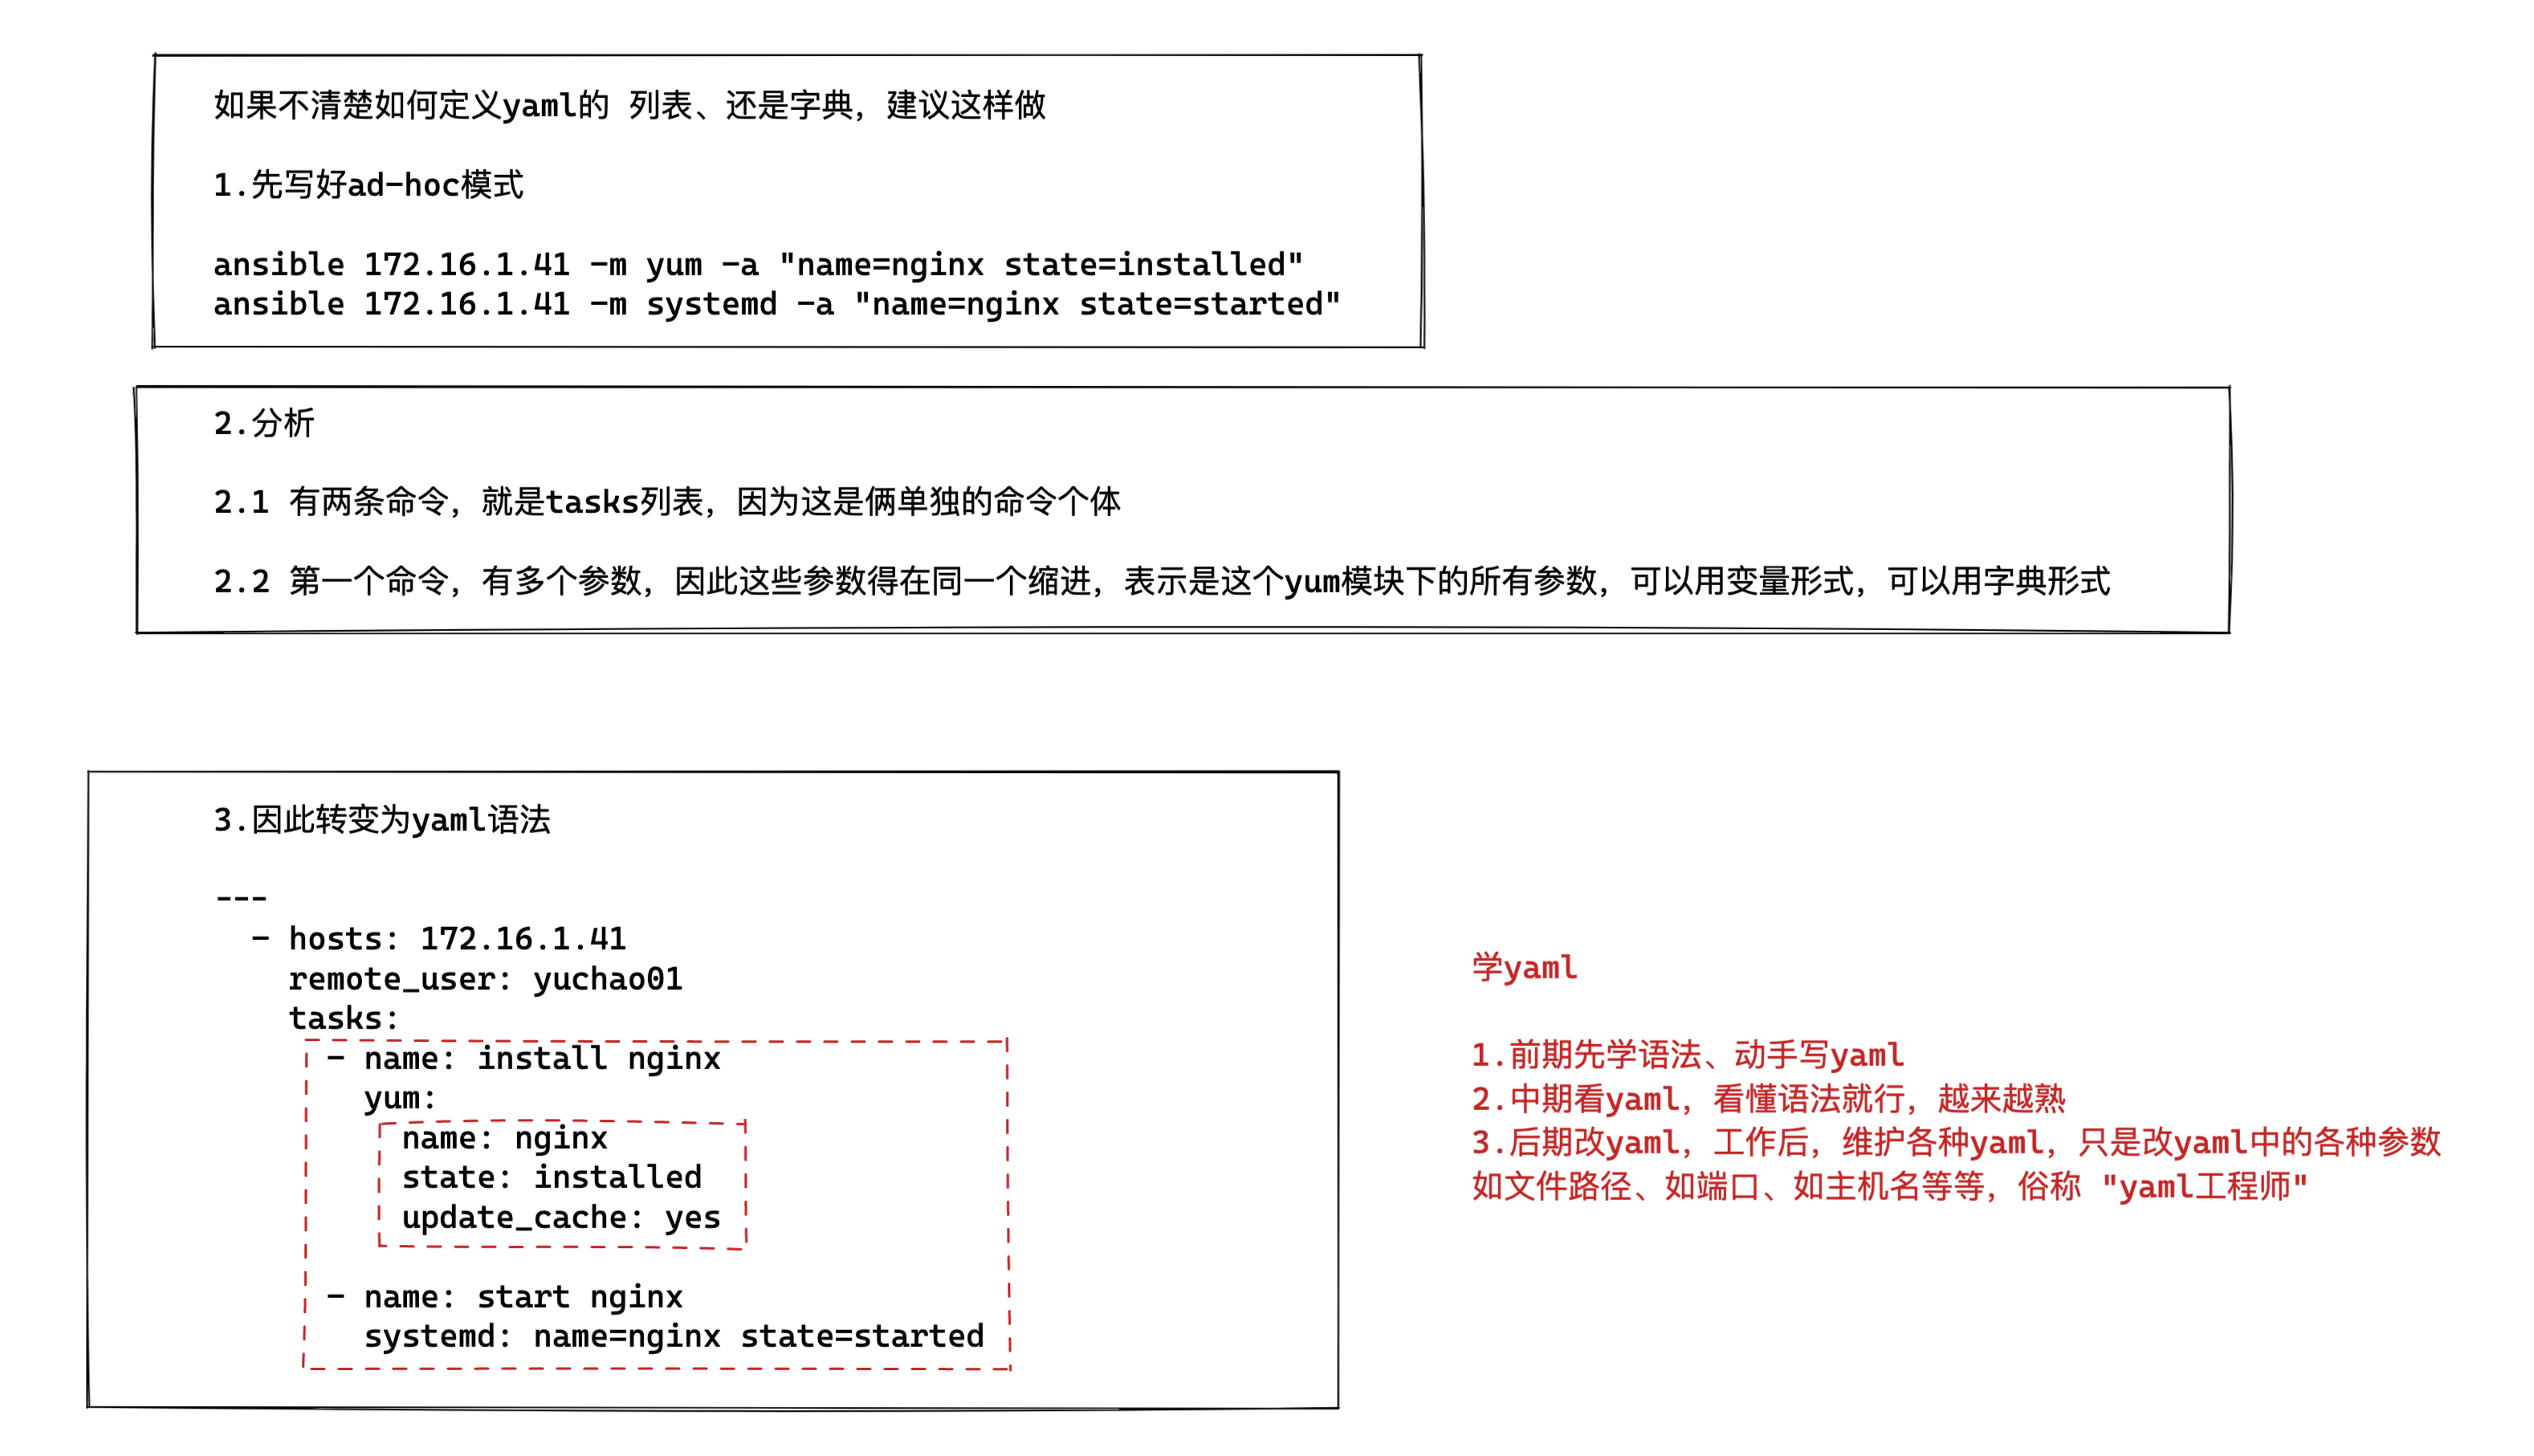 如果不清楚如何定义yaml的 列表、还是字典，建议这样做
1.先写好ad-hoc模式
ansible 172.16.1.41 -m yum -a "name=nginx state=installed"
ansible 172.16.1.41 -m systemd -a "name=nginx state=started"
2.分析
2.1 有两条命令，就是tasks列表，因为这是俩单独的命令个体
2.2 第一个命令，有多个参数，因此这些参数得在同一个缩进，表示是这个yum模块下的所有参数，可以用变量形式，可以用字典形式
3.因此转变为yaml语法
---
  - hosts: 172.16.1.41
    remote_user: yuchao01
    tasks:
      - name: install nginx
        yum:
          name: nginx
          state: installed
          update_cache: yes
      - name: start nginx
        systemd: name=nginx state=started
学yaml
1.前期先学语法、动手写yaml
2.中期看yaml，看懂语法就行，越来越熟
3.后期改yaml，工作后，维护各种yaml，只是改yaml中的各种参数
如文件路径、如端口、如主机名等等，俗称 "yaml工程师"